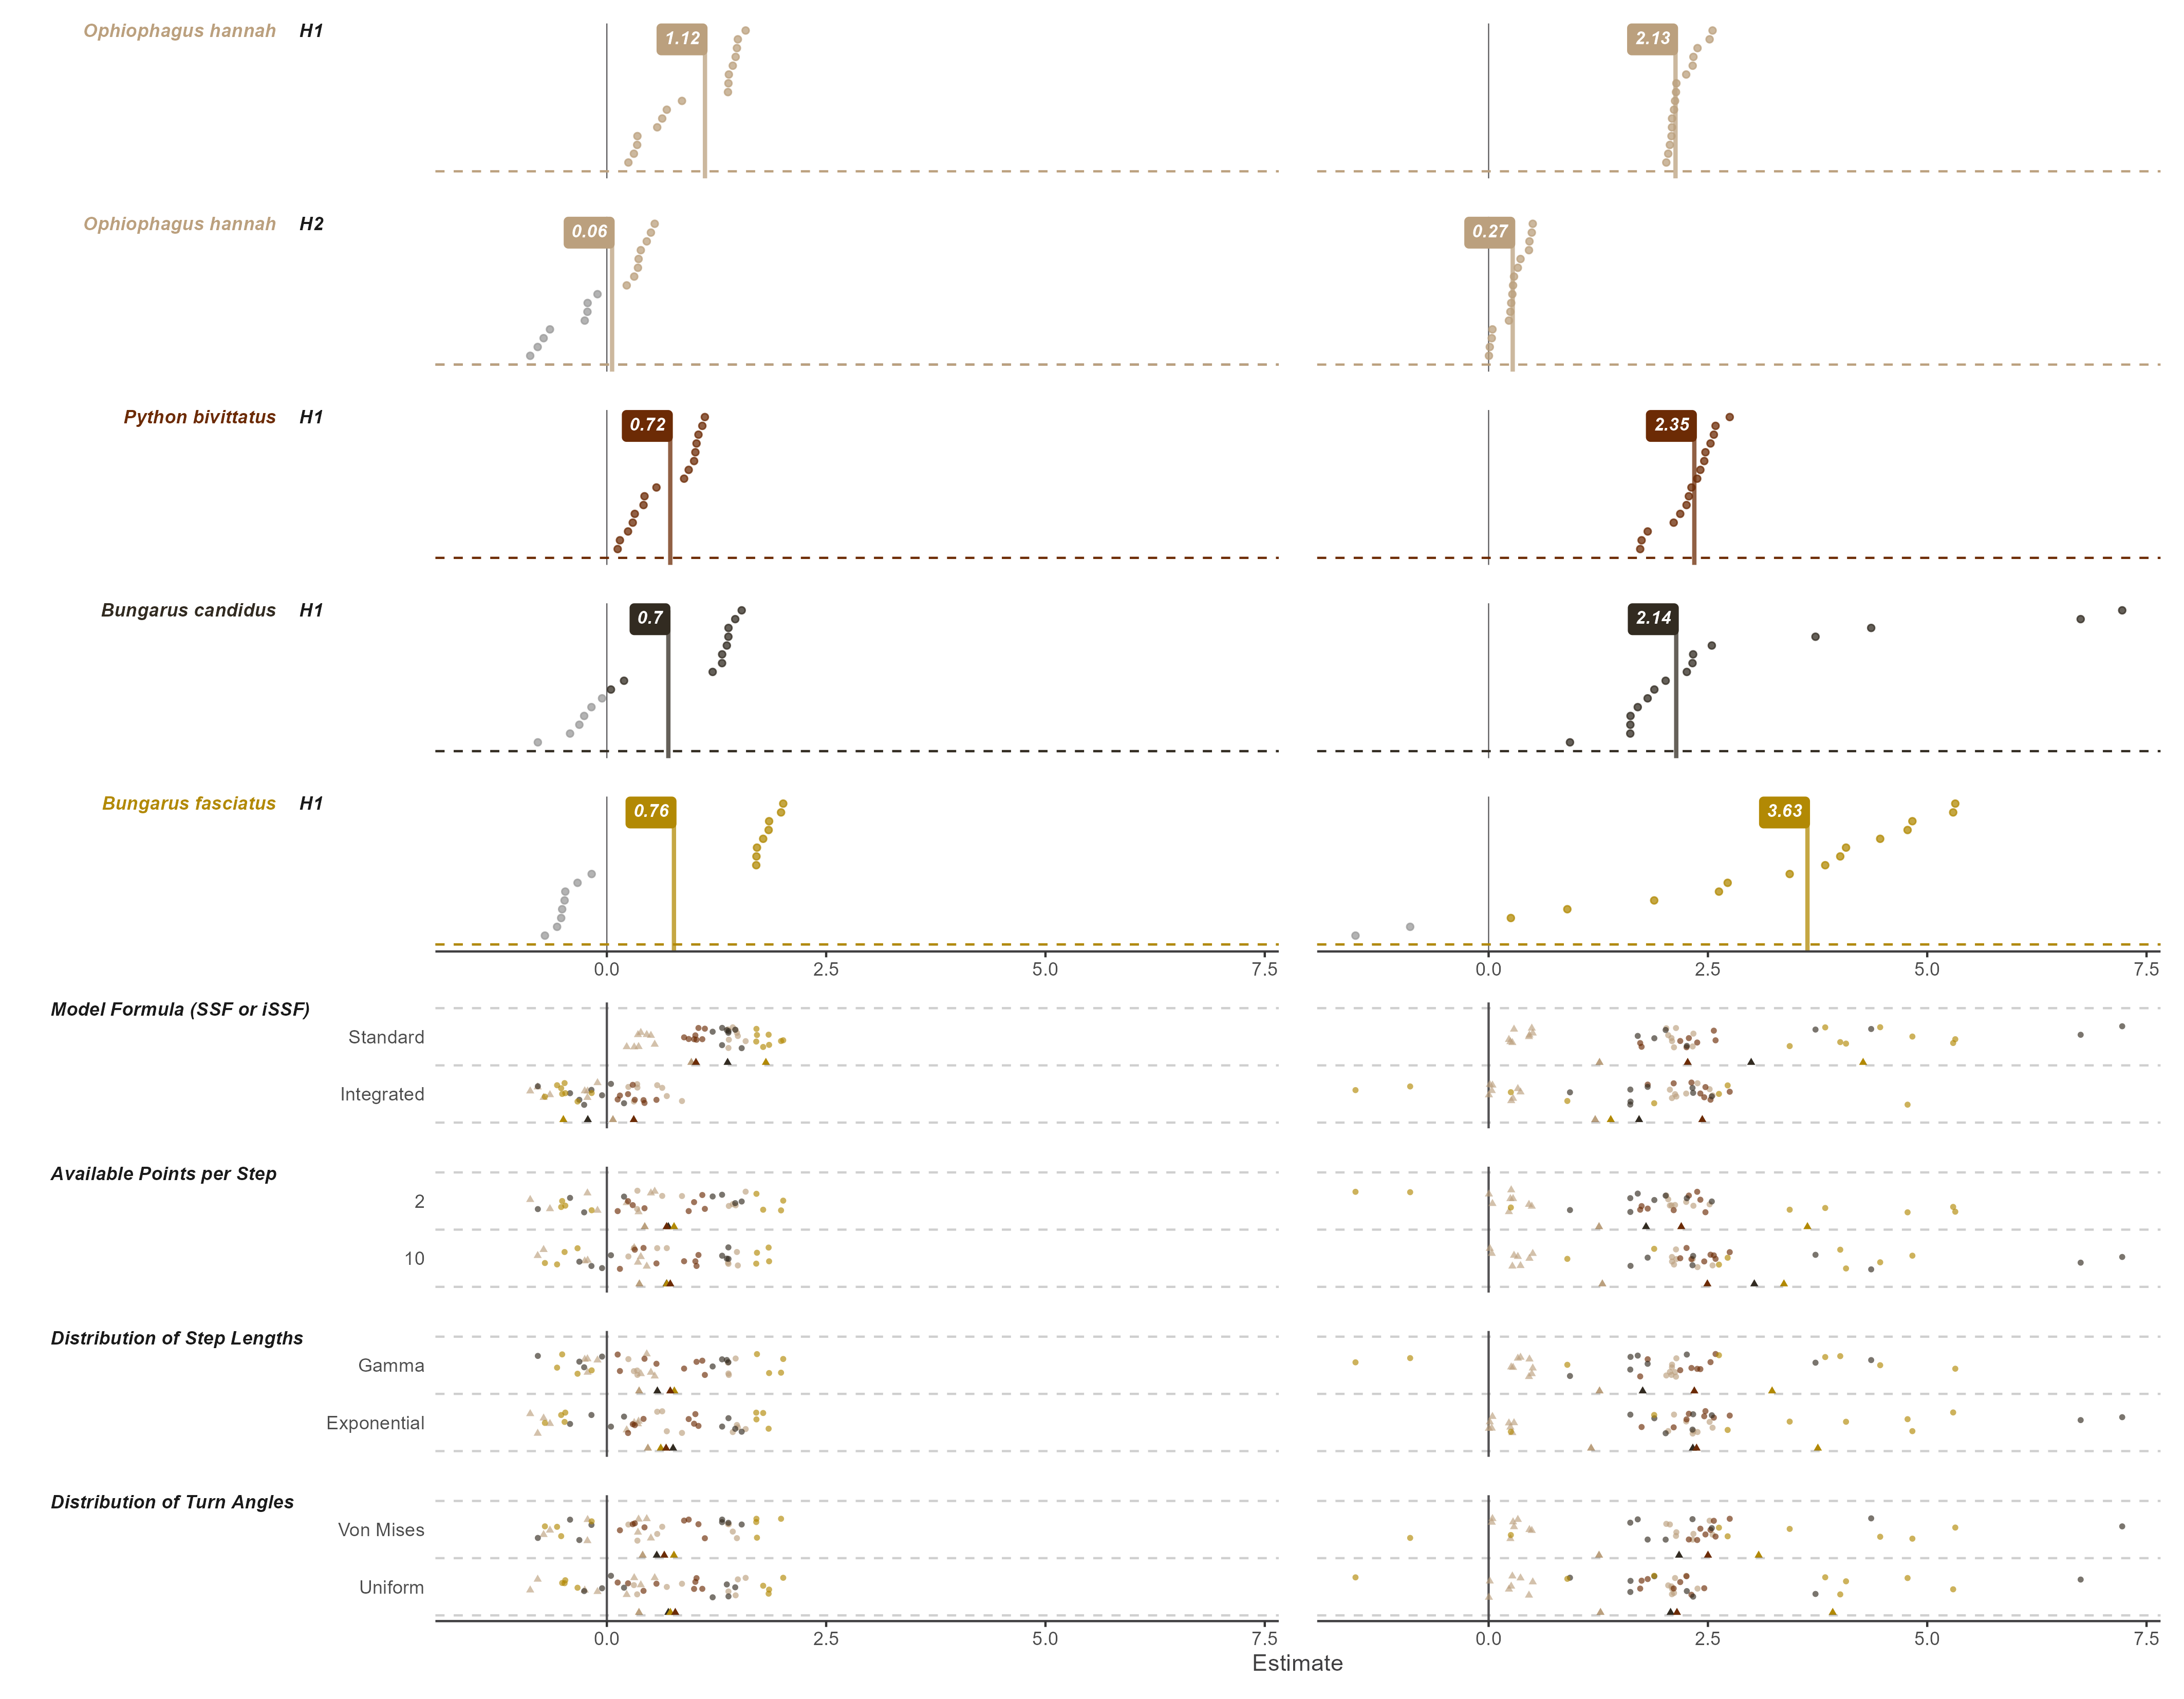 Ophiophagus hannah H1 1.12 2.13
Ophiophagus hannah H2 0.06 0.27
Python bivittatus H1 0.72 2.35
Bungarus candidus H1 0.7 2.14
Bungarus fasciatus H1 0.76 3.63
0.0 2.5 5.0 7.5 0.0 2.5 5.0 7.5
Model Formula (SSF or iSSF)
Standard
Integrated
Available Points per Step
2
10
Distribution of Step Lengths
Gamma
Exponential
Distribution of Turn Angles
Von Mises
Uniform
0.0 2.5 5.0 7.5 0.0 2.5 5.0 7.5
Estimate